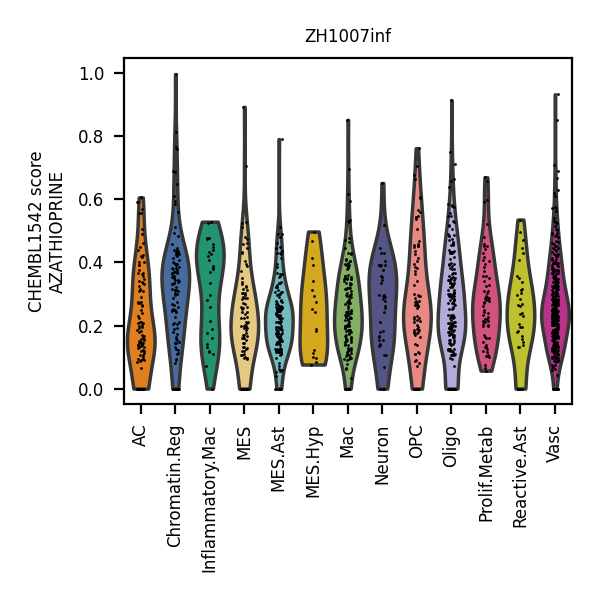 ZH1007inf
CHEMBL1542 score
AZATHIOPRINE
1.0
0.8
0.6
0.4
0.2
0.0
AC
Chromatin.Reg
Inflammatory.Mac
MES
MES.Ast
MES.Hyp
Mac
Neuron
OPC
Oligo
Prolif.Metab
Reactive.Ast
Vasc